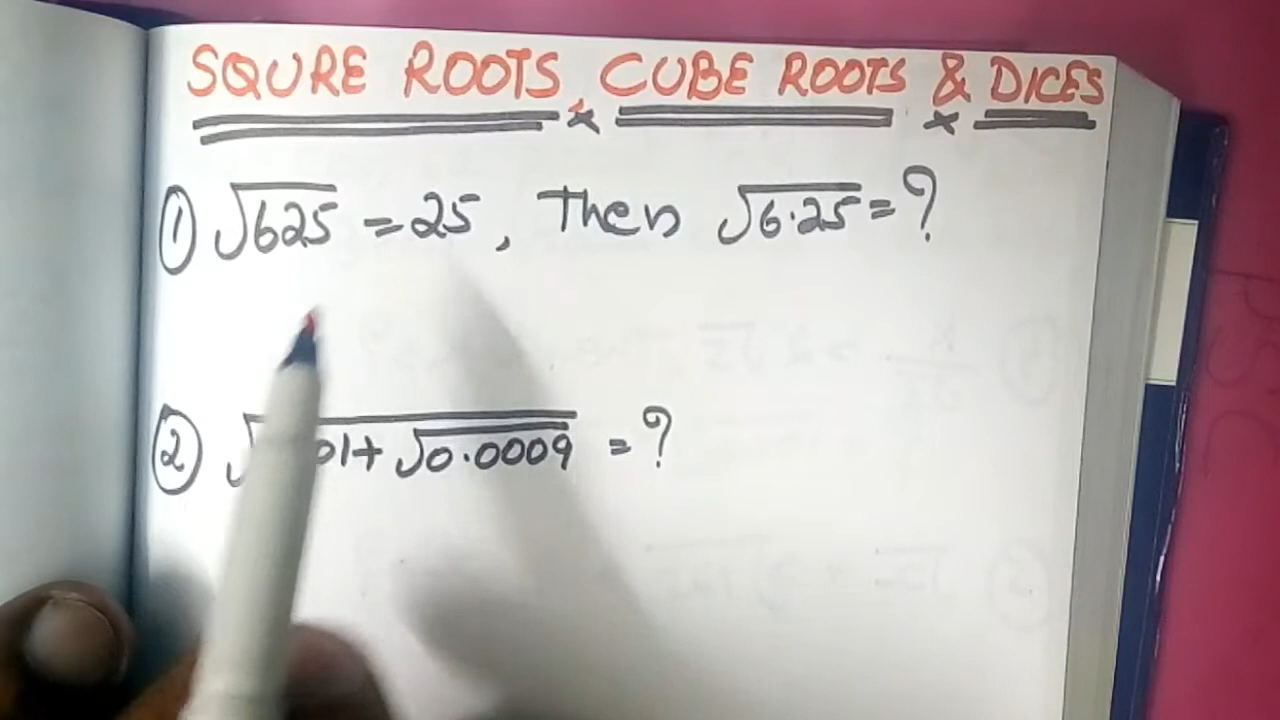 SQURE ROOTS, CUBE ROOTS & DICES
① √625 = 25, Then √6.25 = ?
② 01+ √0.0009 = ?